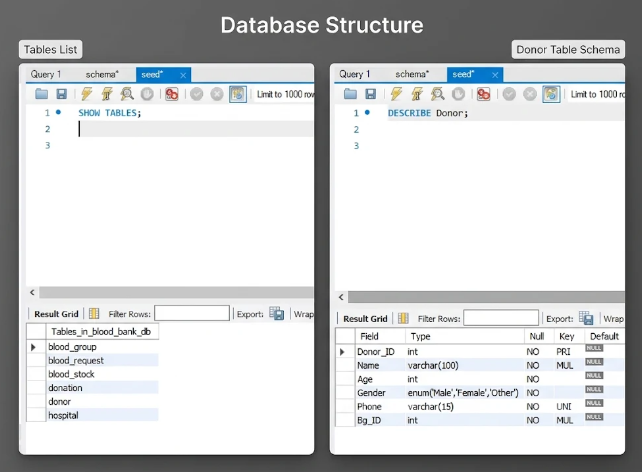 Database Structure
Tables List
Query 1 schema* seed* ×
Limit to 1000 row
1 SHOW TABLES;
2
3
<
Result Grid Filter Rows: Export: Wrap
Tables_in_blood_bank_db
blood_group
blood_request
blood_stock
donation
donor
hospital
Donor Table Schema
Query 1 schema* seed* ×
Limit to 1000 ro
1 DESCRIBE Donor;
2
3
<
Result Grid Filter Rows: Export: Wrap
Field Type Null Key Default
Donor_ID int NO PRI NULL
Name varchar(100) NO MUL NULL
Age int NO NULL
Gender enum('Male','Female','Other') NO NULL
Phone varchar(15) NO UNI NULL
Bg_ID int NO MUL NULL